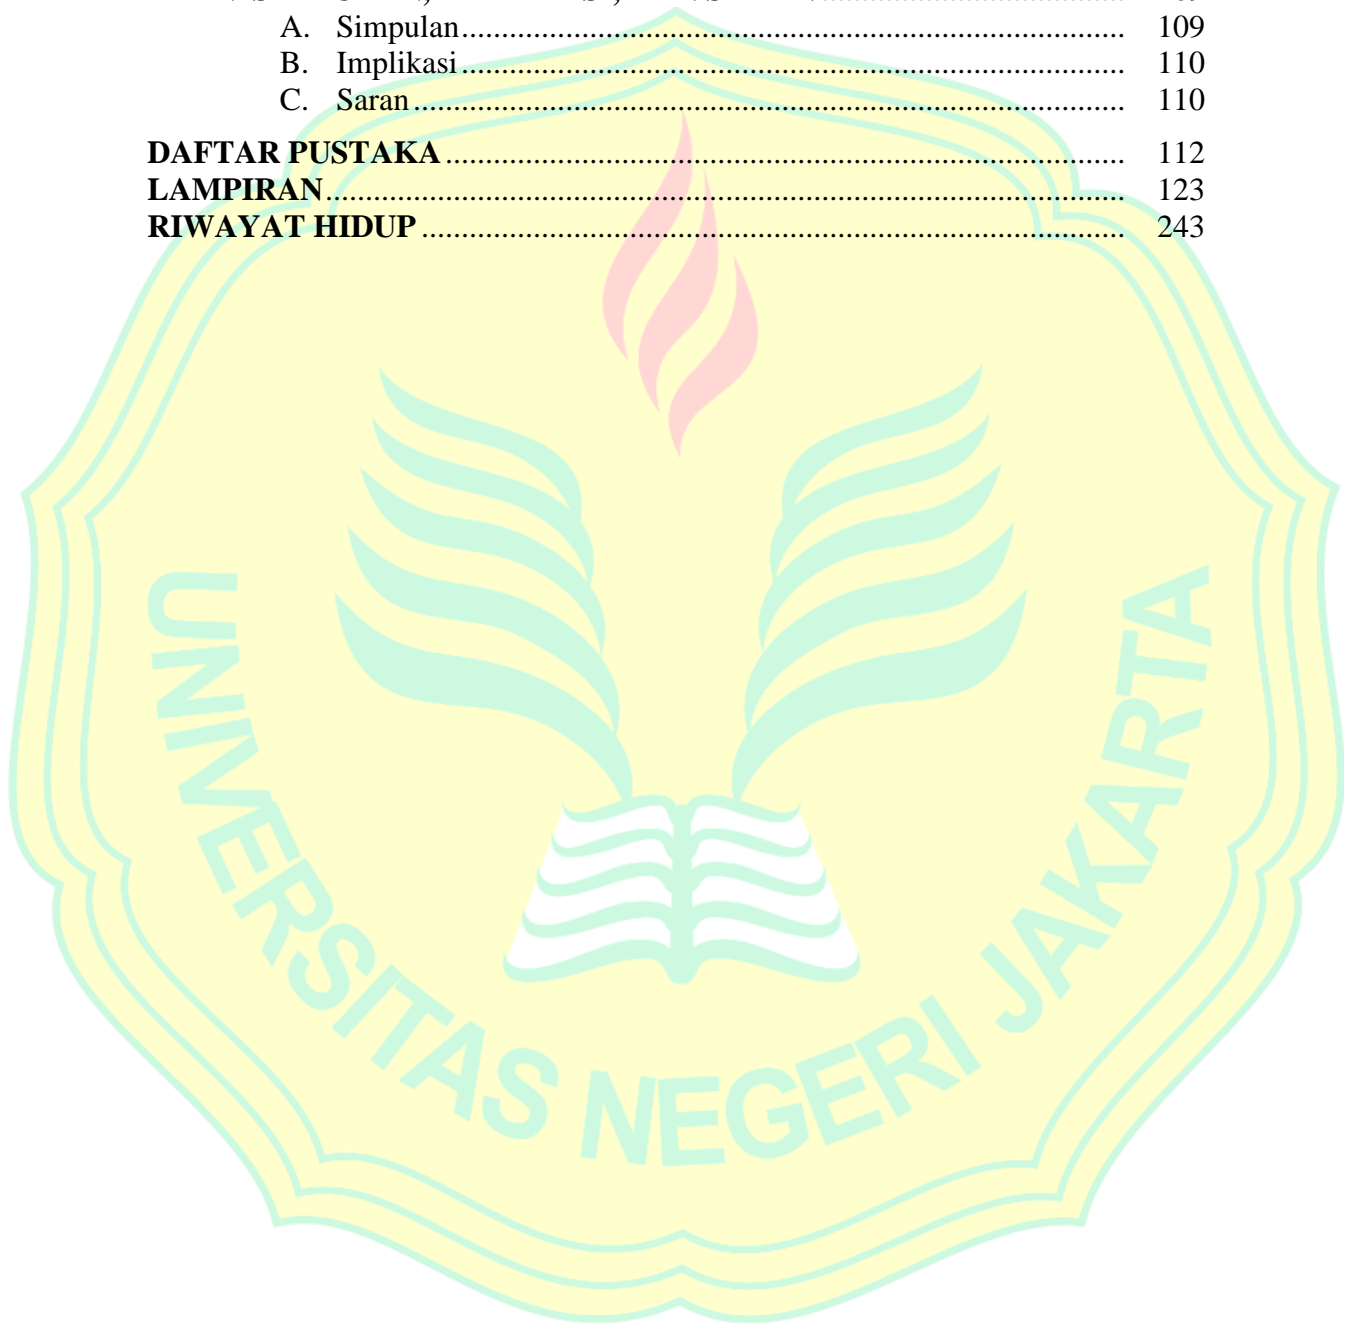 A. Simpulan........ 109
B. Implikasi........ 110
C. Saran........ 110
DAFTAR PUSTAKA........ 112
LAMPIRAN........ 123
RIWAYAT HIDUP........ 243
UNIVERSITAS NEGERI JAKARTA